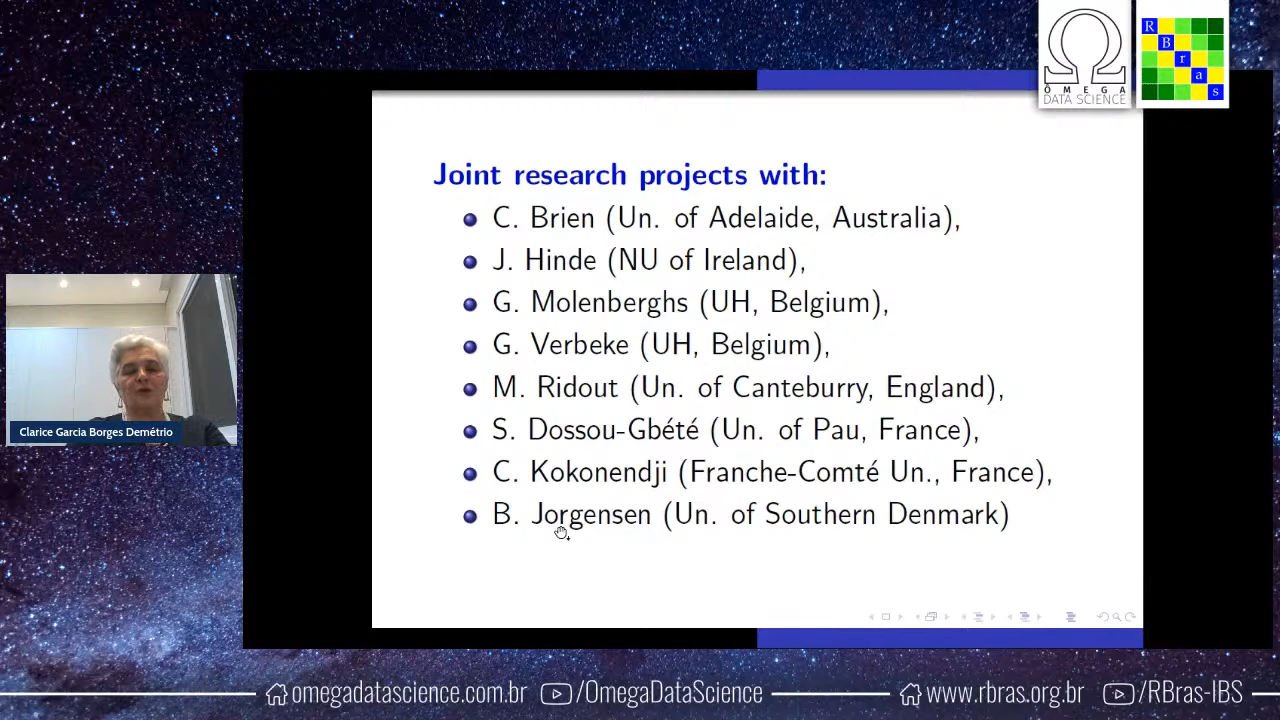 R
B
r
a
s
Ω
ÔMEGA
DATA SCIENCE
Joint research projects with:
C. Brien (Un. of Adelaide, Australia),
J. Hinde (NU of Ireland),
G. Molenberghs (UH, Belgium),
G. Verbeke (UH, Belgium),
M. Ridout (Un. of Canteburry, England),
S. Dossou-Gbété (Un. of Pau, France),
C. Kokonendji (Franche-Comté Un., France),
B. Jorgensen (Un. of Southern Denmark)
Clarice Garcia Borges Demétrio
omegadatascience.com.br /OmegaDataScience www.rbras.org.br /RBras-IBS